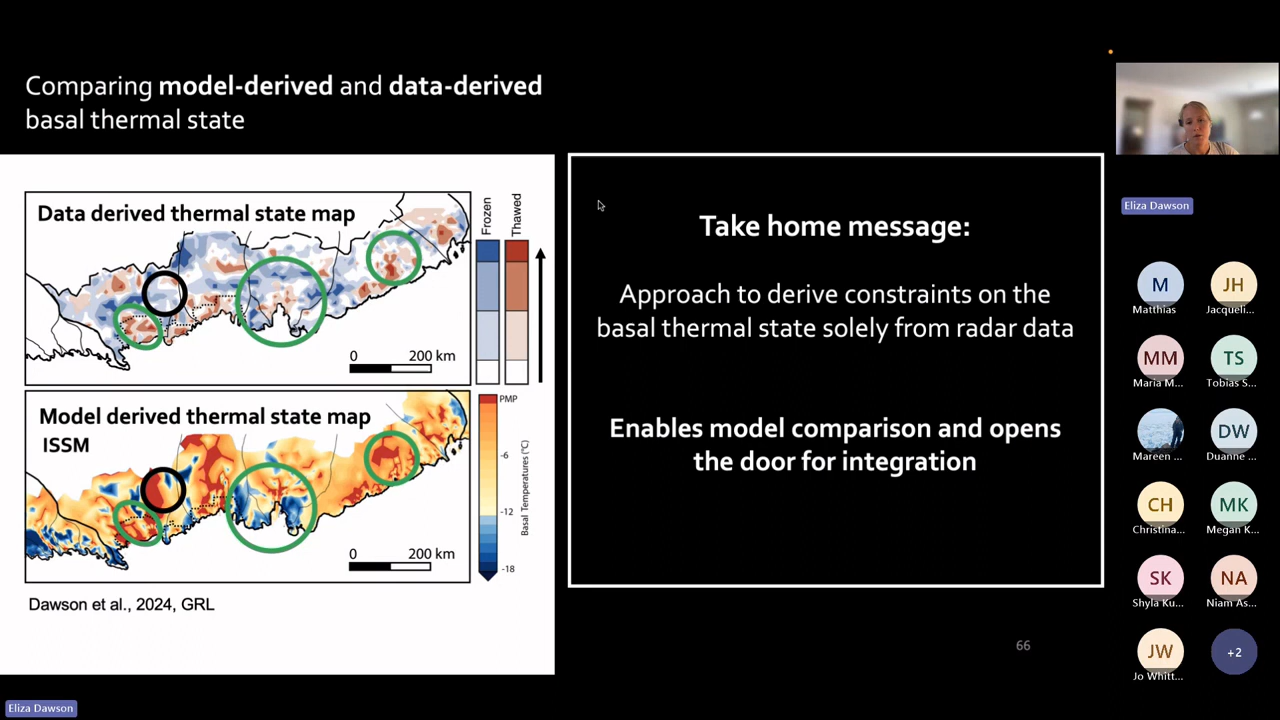 Comparing model-derived and data-derived
basal thermal state
Data derived thermal state map
Frozen
Thawed
0 200 km
Model derived thermal state map
ISSM
PMP
-6
-12
-18
Basal Temperatures (°C)
0 200 km
Dawson et al., 2024, GRL
Take home message:
Approach to derive constraints on the
basal thermal state solely from radar data
Enables model comparison and opens
the door for integration
66
Eliza Dawson
M
Matthias
JH
Jacqueli...
MM
Maria M...
TS
Tobias S...
Mareen ...
DW
Duanne ...
CH
Christina...
MK
Megan K...
SK
Shyla Ku...
NA
Niam As...
JW
Jo Whitt...
+2
Eliza Dawson